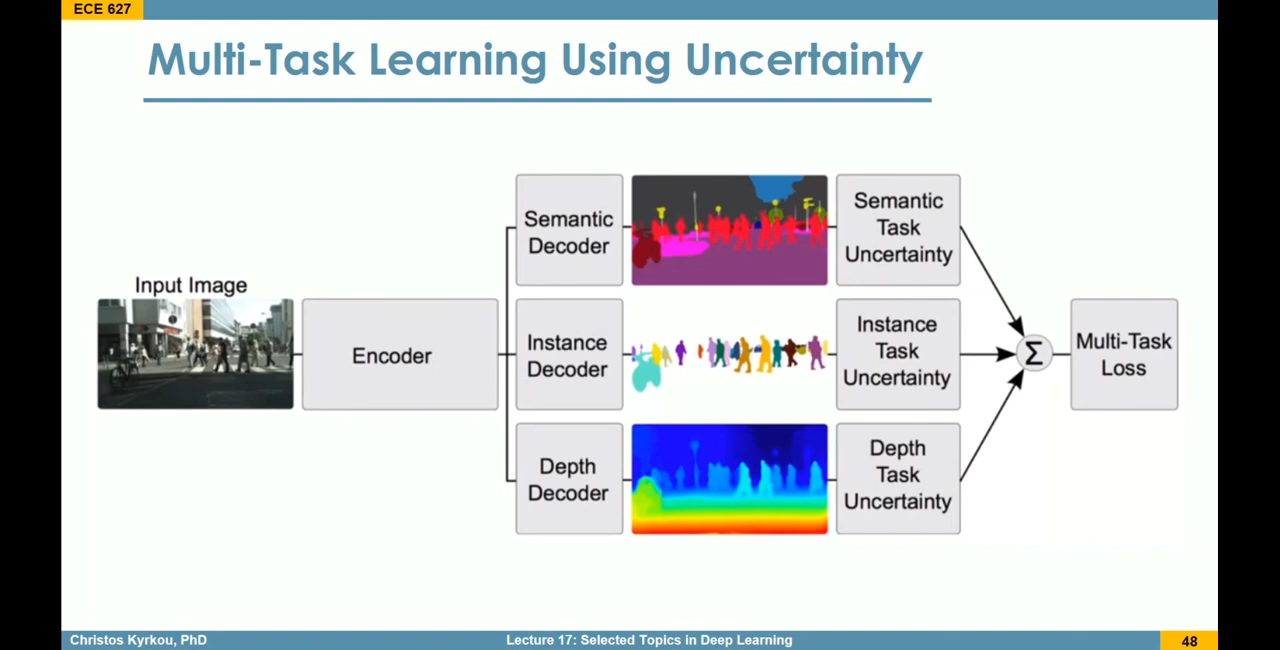 ECE 627
Multi-Task Learning Using Uncertainty
Input Image
Encoder
Semantic
Decoder
Semantic
Task
Uncertainty
Instance
Decoder
Instance
Task
Uncertainty
Depth
Decoder
Depth
Task
Uncertainty
Σ
Multi-Task
Loss
Christos Kyrkou, PhD
Lecture 17: Selected Topics in Deep Learning
48